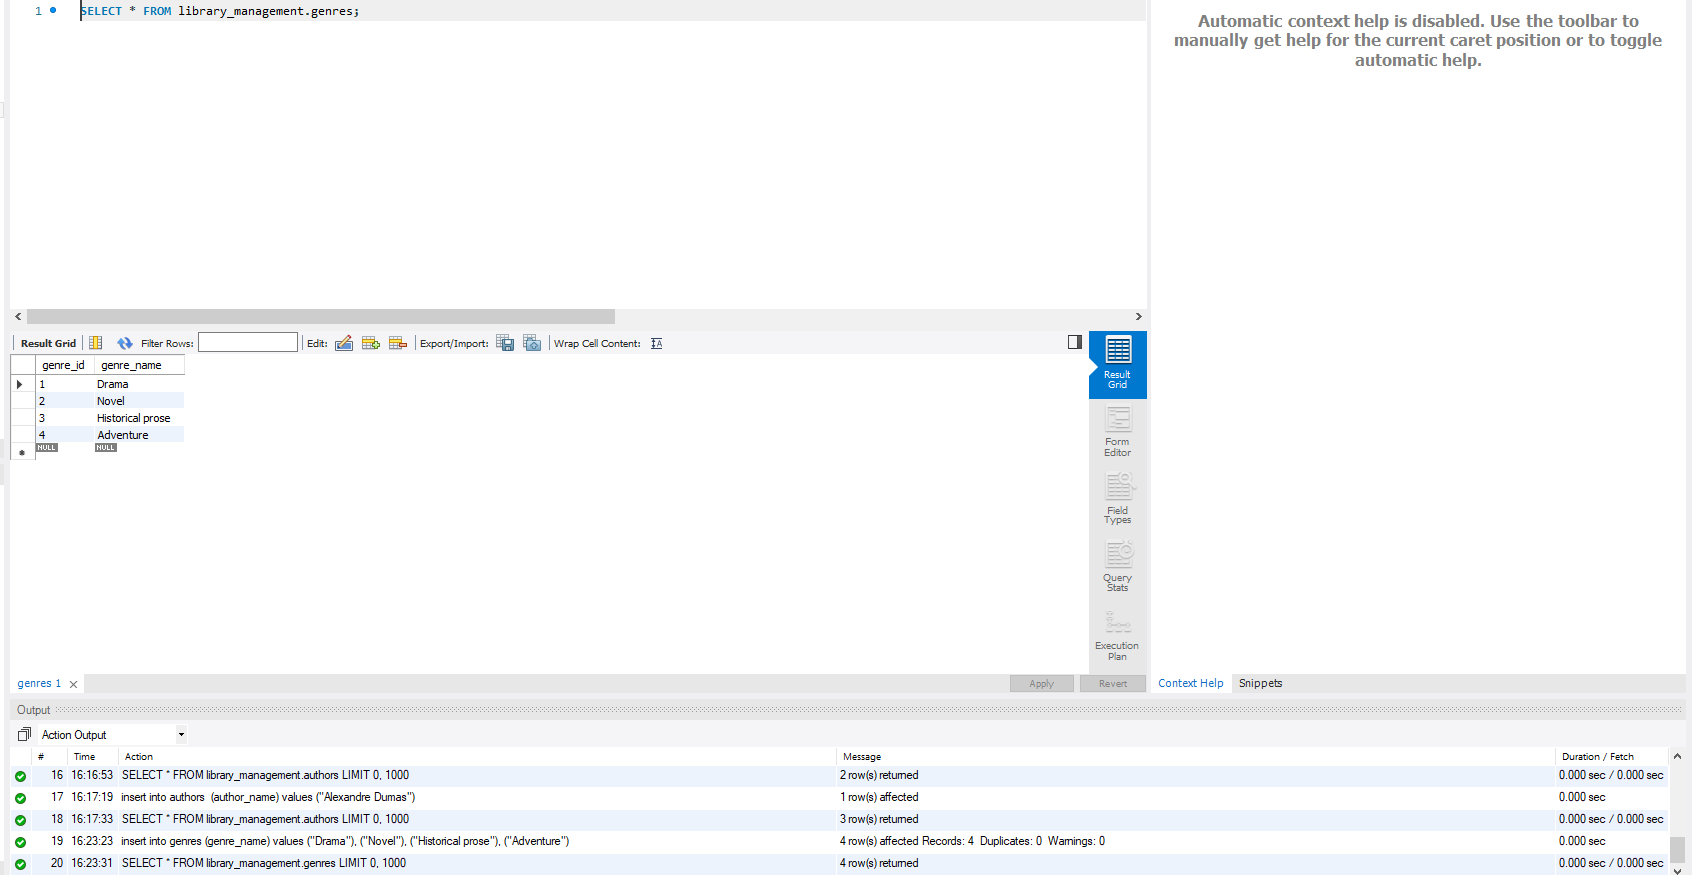 1 SELECT * FROM library_management.genres;
Automatic context help is disabled. Use the toolbar to
manually get help for the current caret position or to toggle
automatic help.
Result Grid Filter Rows: Edit: Export/Import: Wrap Cell Content:
genre_id genre_name
1 Drama
2 Novel
3 Historical prose
4 Adventure
NULL NULL
Result
Grid
Form
Editor
Field
Types
Query
Stats
Execution
Plan
genres 1 Apply Revert Context Help Snippets
Output
Action Output
# Time Action Message Duration / Fetch
16 16:16:53 SELECT * FROM library_management.authors LIMIT 0, 1000 2 row(s) returned 0.000 sec / 0.000 sec
17 16:17:19 insert into authors (author_name) values ("Alexandre Dumas") 1 row(s) affected 0.000 sec
18 16:17:33 SELECT * FROM library_management.authors LIMIT 0, 1000 3 row(s) returned 0.000 sec / 0.000 sec
19 16:23:23 insert into genres (genre_name) values ("Drama"), ("Novel"), ("Historical prose"), ("Adventure") 4 row(s) affected Records: 4 Duplicates: 0 Warnings: 0 0.000 sec
20 16:23:31 SELECT * FROM library_management.genres LIMIT 0, 1000 4 row(s) returned 0.000 sec / 0.000 sec